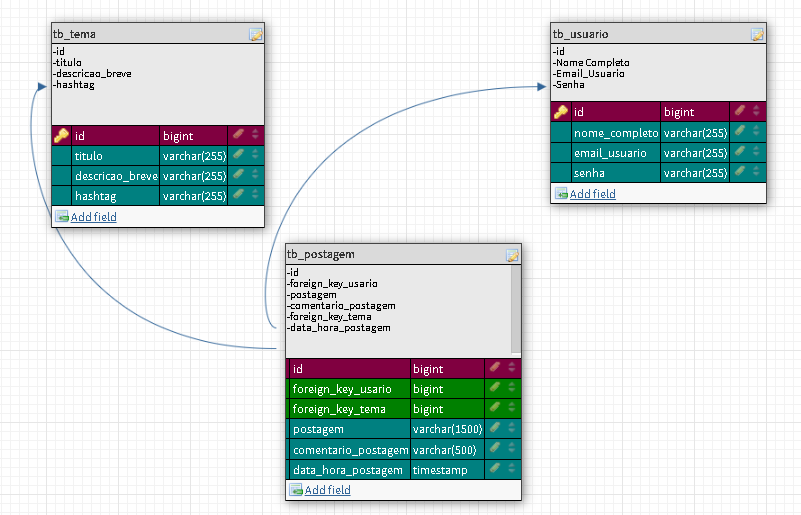 tb_tema
-id
-titulo
-descricao_breve
-hashtag
id bigint
titulo varchar(255)
descricao_breve varchar(255)
hashtag varchar(255)
Add field
tb_usuario
-id
-Nome Completo
-Email_Usuario
-Senha
id bigint
nome_completo varchar(255)
email_usuario varchar(255)
senha varchar(255)
Add field
tb_postagem
-id
-foreign_key_usario
-postagem
-comentario_postagem
-foreign_key_tema
-data_hora_postagem
id bigint
foreign_key_usario bigint
foreign_key_tema bigint
postagem varchar(1500)
comentario_postagem varchar(500)
data_hora_postagem timestamp
Add field